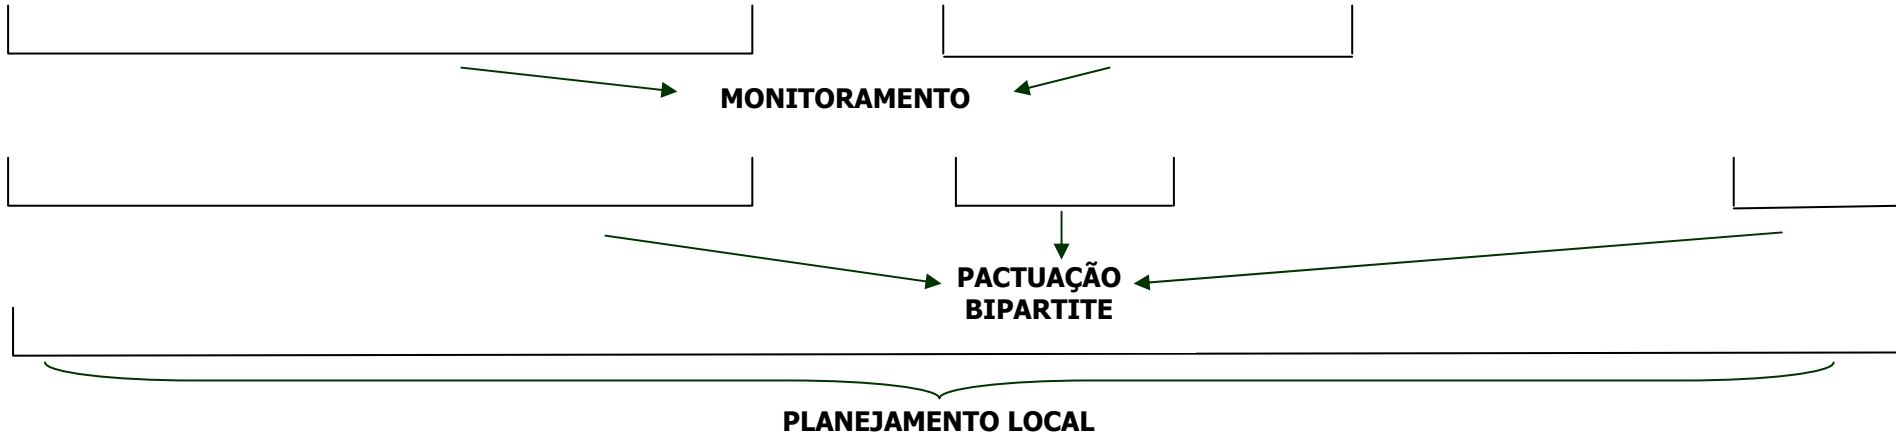 MONITORAMENTO
PACTUAÇÃO
BIPARTITE
PLANEJAMENTO LOCAL